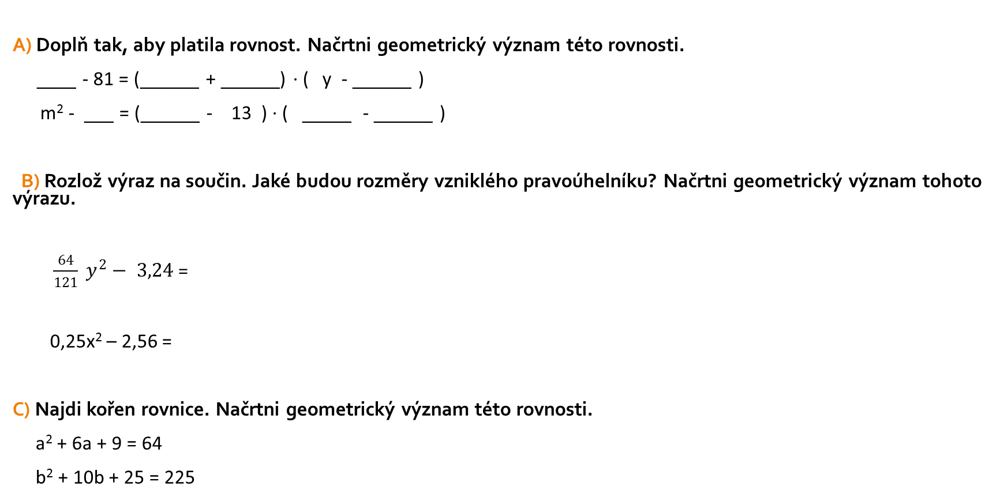 A) Doplň tak, aby platila rovnost. Načrtni geometrický význam této rovnosti.
____ - 81 = (______ + ______) · ( y - ______ )
m² - ___ = (______ - 13 ) · ( _____ - ______ )
B) Rozlož výraz na součin. Jaké budou rozměry vzniklého pravoúhelníku? Načrtni geometrický význam tohoto
výrazu.
64/121 y² − 3,24 =
0,25x² – 2,56 =
C) Najdi kořen rovnice. Načrtni geometrický význam této rovnosti.
a² + 6a + 9 = 64
b² + 10b + 25 = 225